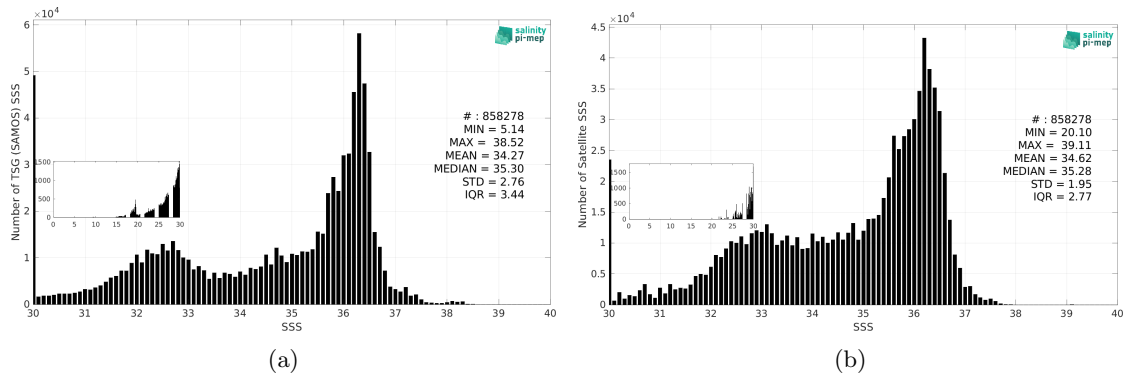 ×10⁴
6
5
4
3
2
1
0
Number of TSG (SAMOS) SSS
salinity
pi-mep
# : 858278
MIN = 5.14
MAX = 38.52
MEAN = 34.27
MEDIAN = 35.30
STD = 2.76
IQR = 3.44
1500
1000
500
0
0 5 10 15 20 25 30
30 31 32 33 34 35 36 37 38 39 40
SSS
(a)
×10⁴
4.5
4
3.5
3
2.5
2
1.5
1
0.5
0
Number of Satellite SSS
salinity
pi-mep
# : 858278
MIN = 20.10
MAX = 39.11
MEAN = 34.62
MEDIAN = 35.28
STD = 1.95
IQR = 2.77
1500
1000
500
0
0 5 10 15 20 25 30
30 31 32 33 34 35 36 37 38 39 40
SSS
(b)